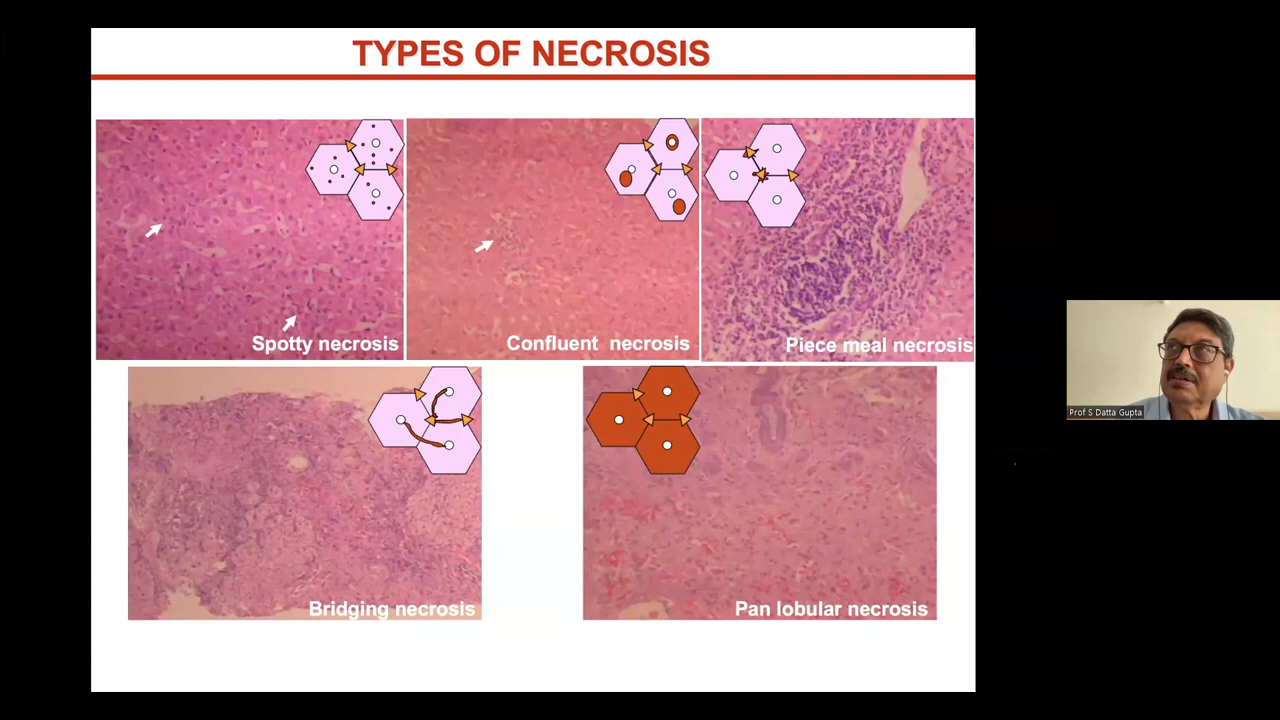 TYPES OF NECROSIS
Spotty necrosis
Confluent necrosis
Piece meal necrosis
Bridging necrosis
Pan lobular necrosis
Prof S Datta Gupta